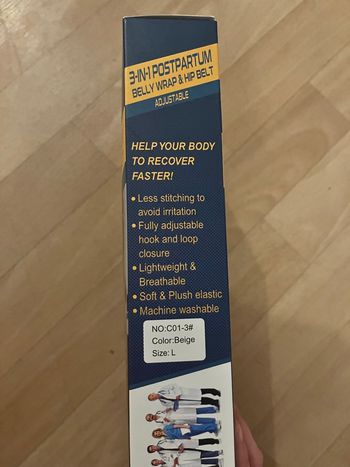 3-IN-1 POSTPARTUM
BELLY WRAP & HIP BELT
ADJUSTABLE
HELP YOUR BODY
TO RECOVER
FASTER!
• Less stitching to
avoid irritation
• Fully adjustable
hook and loop
closure
• Lightweight &
Breathable
• Soft & Plush elastic
• Machine washable
NO:C01-3#
Color:Beige
Size: L